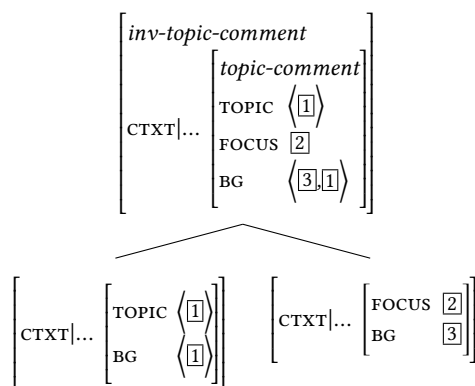 inv-topic-comment
topic-comment
TOPIC ⟨1⟩
CTXT|... FOCUS 2
BG ⟨3,1⟩
TOPIC ⟨1⟩
CTXT|...
BG ⟨1⟩
FOCUS 2
CTXT|...
BG 3